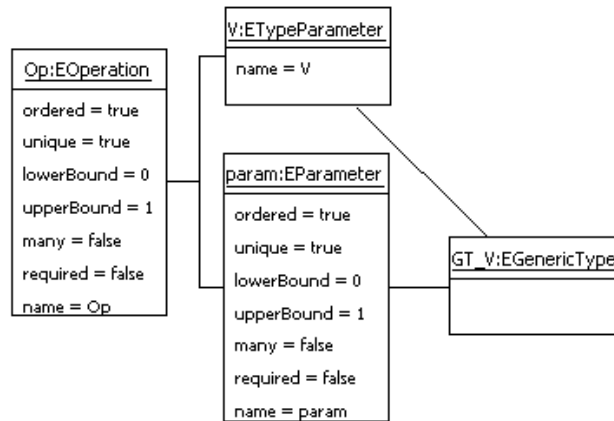 Op:EOperation
ordered = true
unique = true
lowerBound = 0
upperBound = 1
many = false
required = false
name = Op
V:ETypeParameter
name = V
param:EParameter
ordered = true
unique = true
lowerBound = 0
upperBound = 1
many = false
required = false
name = param
GT_V:EGenericType